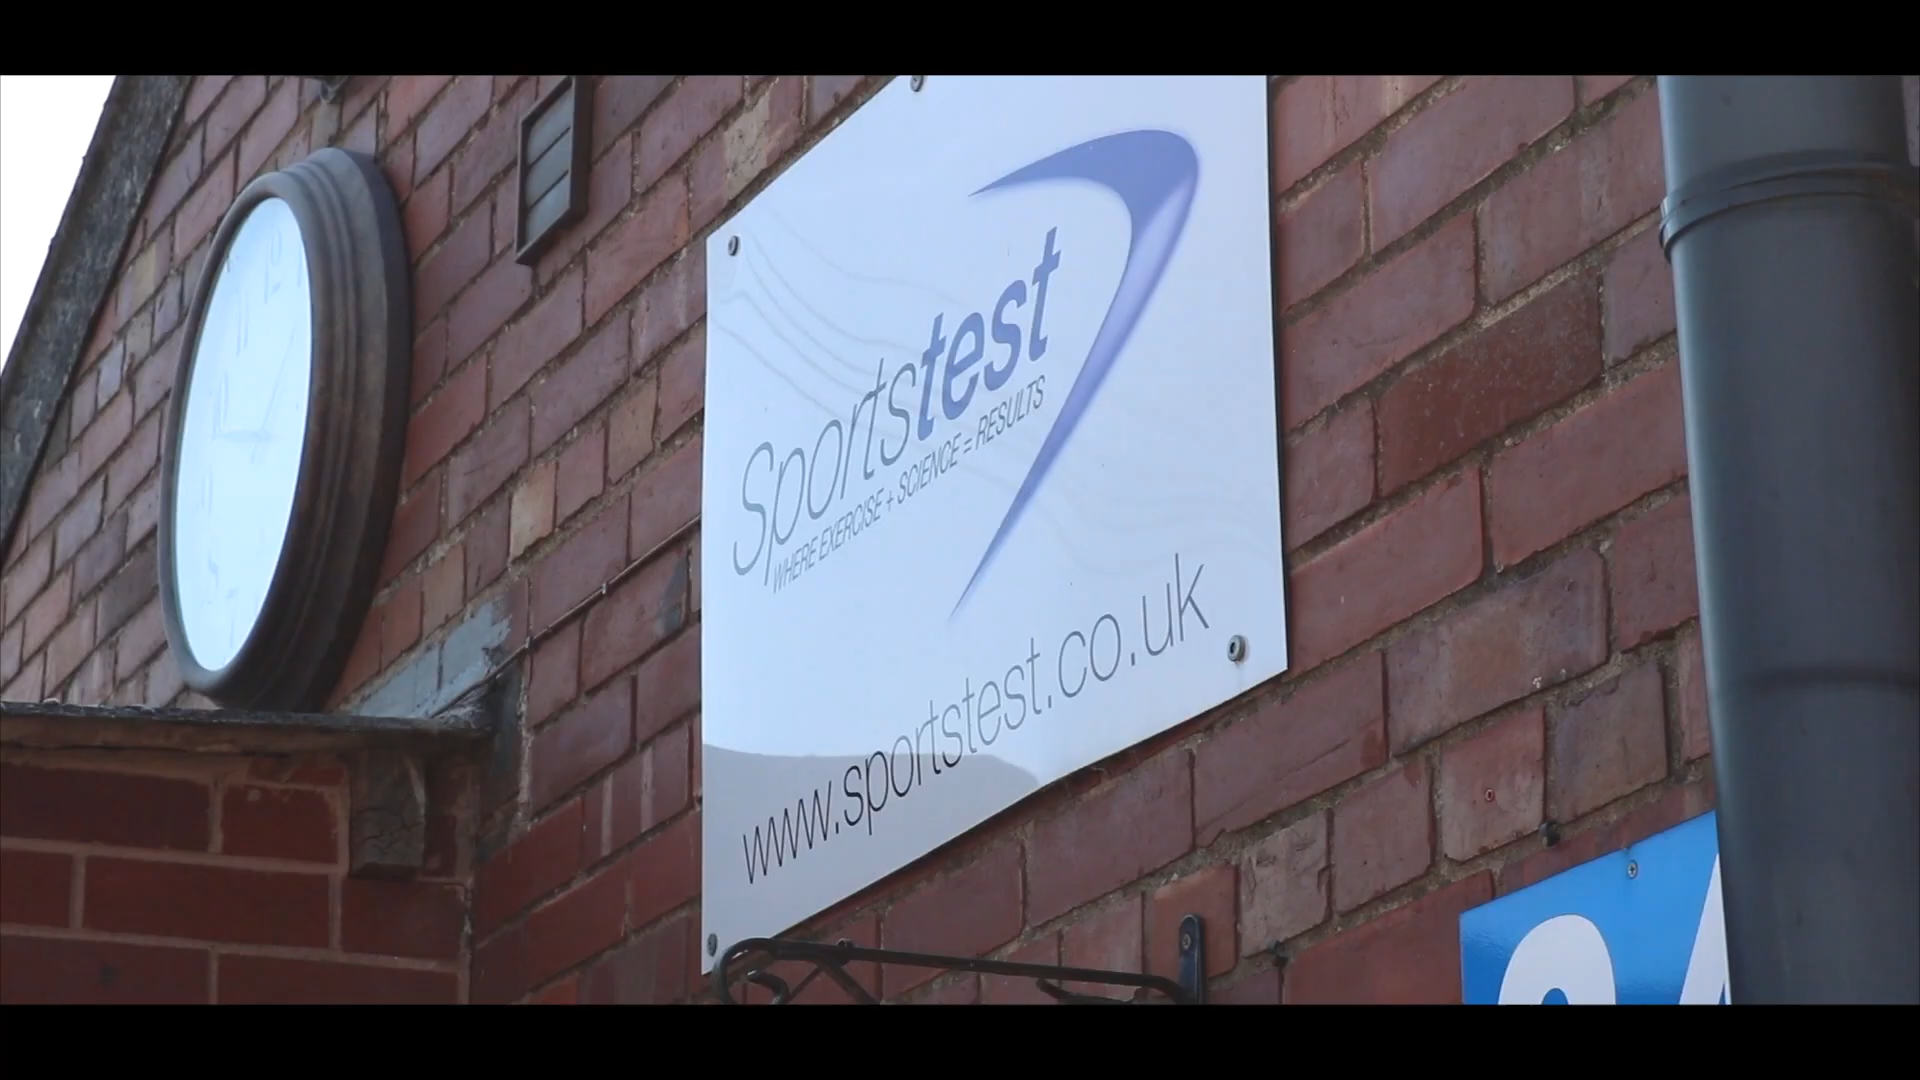 Sportstest
WHERE EXERCISE + SCIENCE = RESULTS
www.sportstest.co.uk